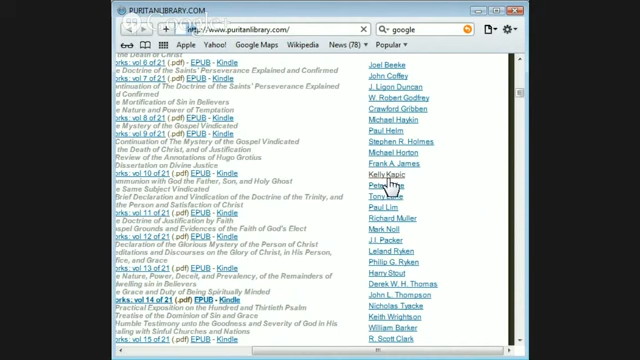 PURITANLIBRARY.COM
http://www.puritanlibrary.com/
google
Apple Yahoo! Google Maps Wikipedia News (78) Popular
the Death of Christ
orks: vol 6 of 21 (.pdf) - EPUB - Kindle
e Doctrine of the Saints' Perseverance Explained and Confirmed
orks: vol 7 of 21 (.pdf) EPUB - Kindle
ontinuation of The Doctrine of the Saints' Perseverance Explained
nd Confirmed
e Mortification of Sin in Believers
e Nature and Power of Temptation
orks: vol 8 of 21 (.pdf) EPUB - Kindle
e Mystery of the Gospel Vindicated
orks: vol 9 of 21 (.pdf) EPUB - Kindle
Continuation of The Mystery of the Gospel Vindicated
the Death of Christ, and of Justification
Review of the Annotations of Hugo Grotius
Dissertation on Divine Justice
orks: vol 10 of 21 (.pdf) EPUB - Kindle
ommunion with God the Father, Son, and Holy Ghost
he Same Subject Vindicated
Brief Declaration and Vindication of the Doctrine of the Trinity, and
the Person and Satisfaction of Christ
orks: vol 11 of 21 (.pdf) EPUB - Kindle
e Doctrine of Justification by Faith
spel Grounds and Evidences of the Faith of God's Elect
orks: vol 12 of 21 (.pdf) EPUB - Kindle
Declaration of the Glorious Mystery of the Person of Christ
editations and Discourses on the Glory of Christ, in His Person,
ffice, and Grace
orks: vol 13 of 21 (.pdf) EPUB - Kindle
e Nature, Power, Deceit, and Prevalency, of the Remainders of
dwelling sin in Believers
e Grace and Duty of Being Spiritually Minded
orks: vol 14 of 21 (.pdf) EPUB - Kindle
Practical Exposition on the Hundred and Thirtieth Psalm
Treatise of the Dominion of Sin and Grace
Humble Testimony unto the Goodness and Severity of God in His
ealing with Sinful Churches and Nations
orks: vol 15 of 21 (.pdf) EPUB - Kindle
Joel Beeke
John Coffey
J. Ligon Duncan
W. Robert Godfrey
Crawford Gribben
Michael Haykin
Paul Helm
Stephen R. Holmes
Michael Horton
Frank A. James
Kelly Kapic
Tony Lane
Paul Lim
Richard Muller
Mark Noll
J.I. Packer
Leland Ryken
Philip G. Ryken
Harry Stout
Derek W. H. Thomas
John L. Thompson
Nicholas Tyacke
Keith Wrightson
William Barker
R. Scott Clark